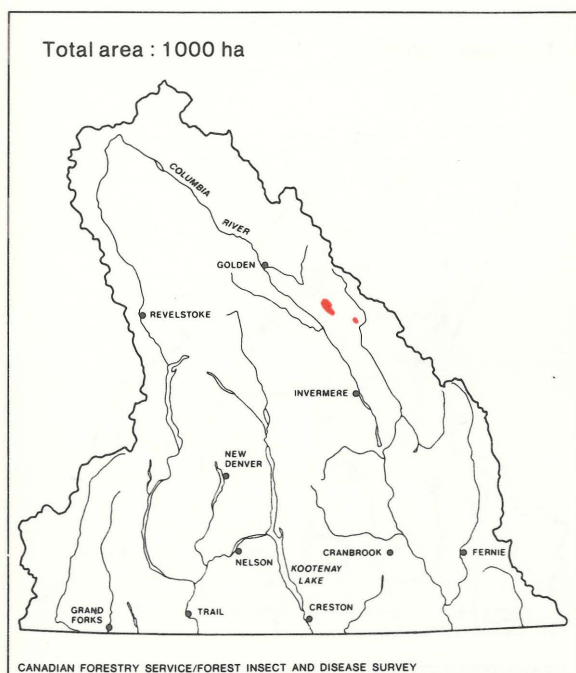 Total area : 1000 ha
COLUMBIA
RIVER
GOLDEN
REVELSTOKE
INVERMERE
NEW
DENVER
NELSON
KOOTENAY
LAKE
CRANBROOK
FERNIE
GRAND
FORKS
TRAIL
CRESTON
CANADIAN FORESTRY SERVICE/FOREST INSECT AND DISEASE SURVEY